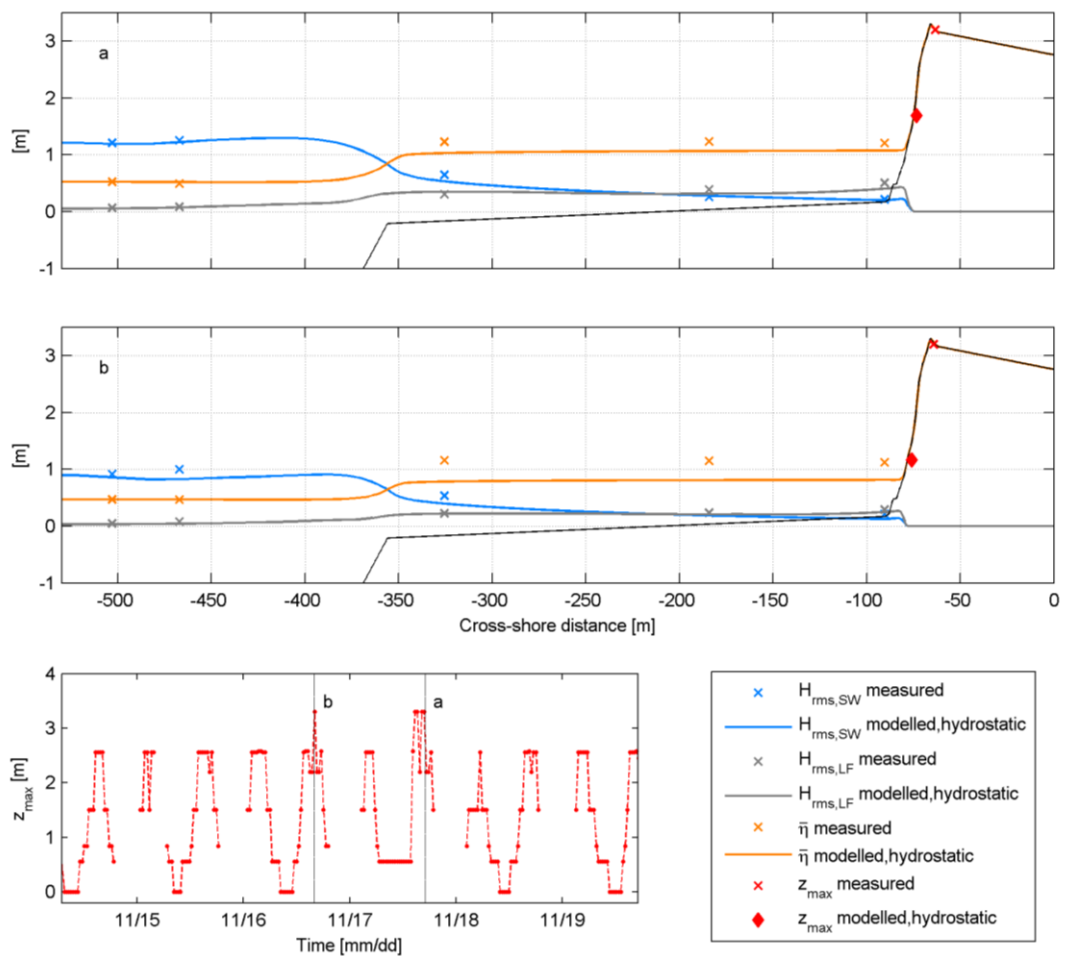 3
2
1
0
-1
[m]
a
3
2
1
0
-1
[m]
b
-500 -450 -400 -350 -300 -250 -200 -150 -100 -50 0
Cross-shore distance [m]
4
3
2
1
0
z_max [m]
b a
11/15 11/16 11/17 11/18 11/19
Time [mm/dd]
H_rms,SW measured
H_rms,SW modelled,hydrostatic
H_rms,LF measured
H_rms,LF modelled,hydrostatic
η̄ measured
η̄ modelled,hydrostatic
z_max measured
z_max modelled,hydrostatic